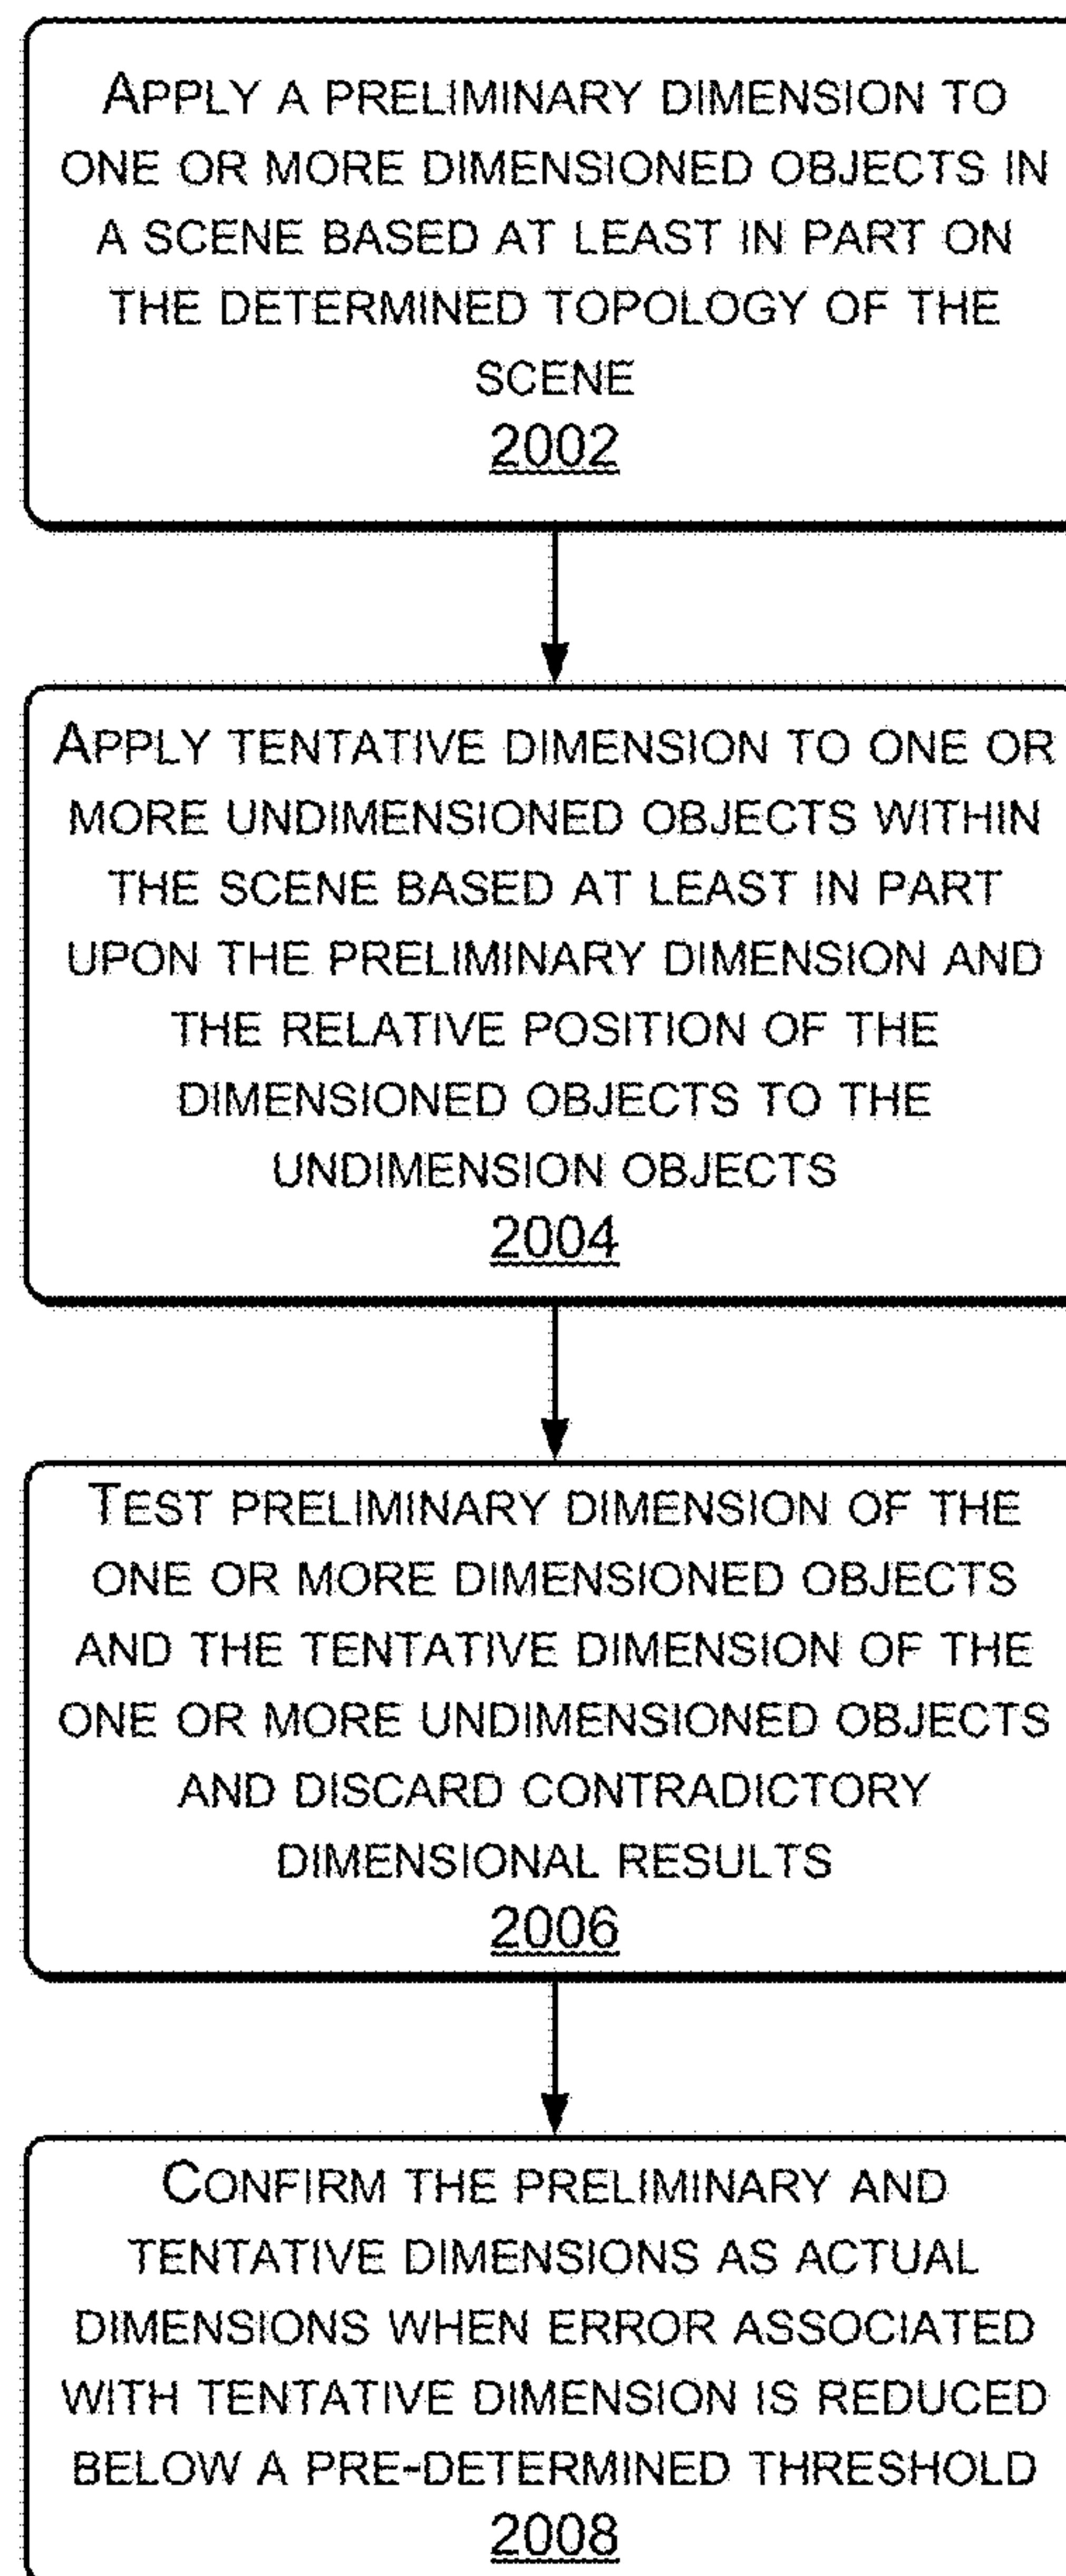 APPLY A PRELIMINARY DIMENSION TO
ONE OR MORE DIMENSIONED OBJECTS IN
A SCENE BASED AT LEAST IN PART ON
THE DETERMINED TOPOLOGY OF THE
SCENE
2002
APPLY TENTATIVE DIMENSION TO ONE OR
MORE UNDIMENSIONED OBJECTS WITHIN
THE SCENE BASED AT LEAST IN PART
UPON THE PRELIMINARY DIMENSION AND
THE RELATIVE POSITION OF THE
DIMENSIONED OBJECTS TO THE
UNDIMENSION OBJECTS
2004
TEST PRELIMINARY DIMENSION OF THE
ONE OR MORE DIMENSIONED OBJECTS
AND THE TENTATIVE DIMENSION OF THE
ONE OR MORE UNDIMENSIONED OBJECTS
AND DISCARD CONTRADICTORY
DIMENSIONAL RESULTS
2006
CONFIRM THE PRELIMINARY AND
TENTATIVE DIMENSIONS AS ACTUAL
DIMENSIONS WHEN ERROR ASSOCIATED
WITH TENTATIVE DIMENSION IS REDUCED
BELOW A PRE-DETERMINED THRESHOLD
2008